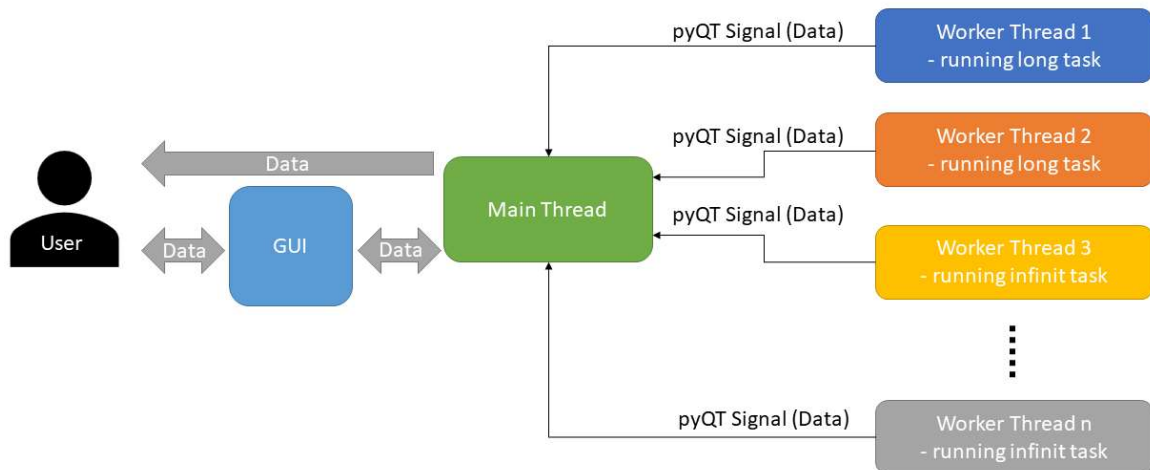 pyQT Signal (Data)
Worker Thread 1
- running long task
pyQT Signal (Data)
Worker Thread 2
- running long task
Data
Main Thread
pyQT Signal (Data)
User
Data
GUI
Data
Worker Thread 3
- running infinit task
pyQT Signal (Data)
Worker Thread n
- running infinit task